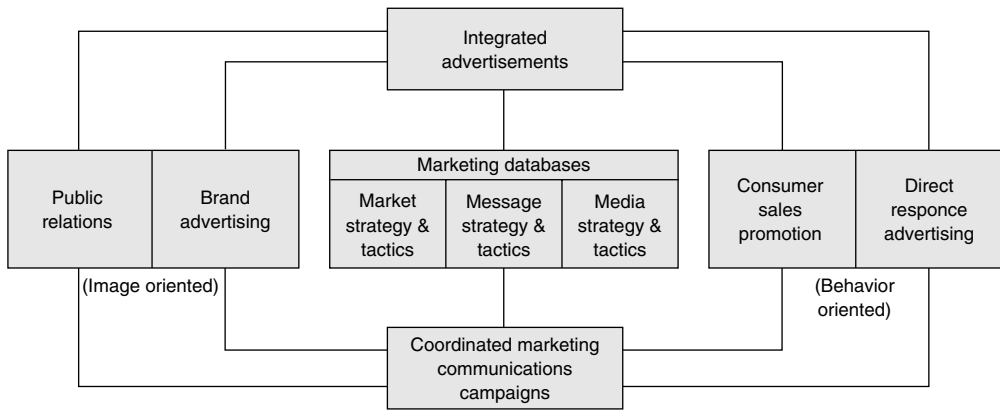 Integrated
advertisements
Public
relations
Brand
advertising
(Image oriented)
Marketing databases
Market
strategy &
tactics
Message
strategy &
tactics
Media
strategy &
tactics
Consumer
sales
promotion
Direct
responce
advertising
(Behavior
oriented)
Coordinated marketing
communications
campaigns